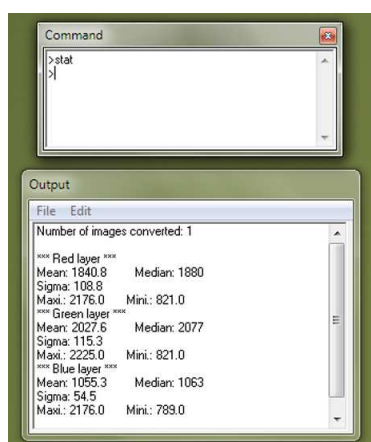 Command
>stat
>
Output
File Edit
Number of images converted: 1
*** Red layer ***
Mean: 1840.8 Median: 1880
Sigma: 108.8
Maxi.: 2176.0 Mini.: 821.0
*** Green layer ***
Mean: 2027.6 Median: 2077
Sigma: 115.3
Maxi.: 2225.0 Mini.: 821.0
*** Blue layer ***
Mean: 1055.3 Median: 1063
Sigma: 54.5
Maxi.: 2176.0 Mini.: 789.0